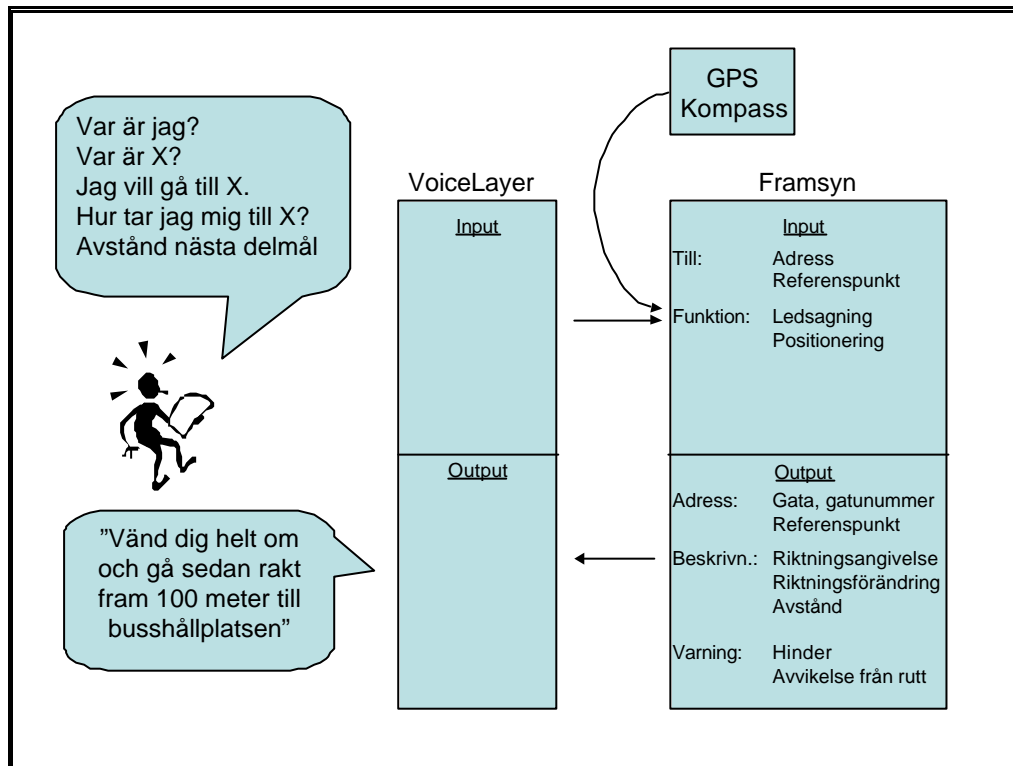 GPS
Kompass
Var är jag?
Var är X?
Jag vill gå till X.
Hur tar jag mig till X?
Avstånd nästa delmål
VoiceLayer
Input
Output
Framsyn
Input
Till: Adress
Referenspunkt
Funktion: Ledsagning
Positionering
Output
Adress: Gata, gatunummer
Referenspunkt
Beskrivn.: Riktningsangivelse
Riktningsförändring
Avstånd
Varning: Hinder
Avvikelse från rutt
”Vänd dig helt om
och gå sedan rakt
fram 100 meter till
busshållplatsen”